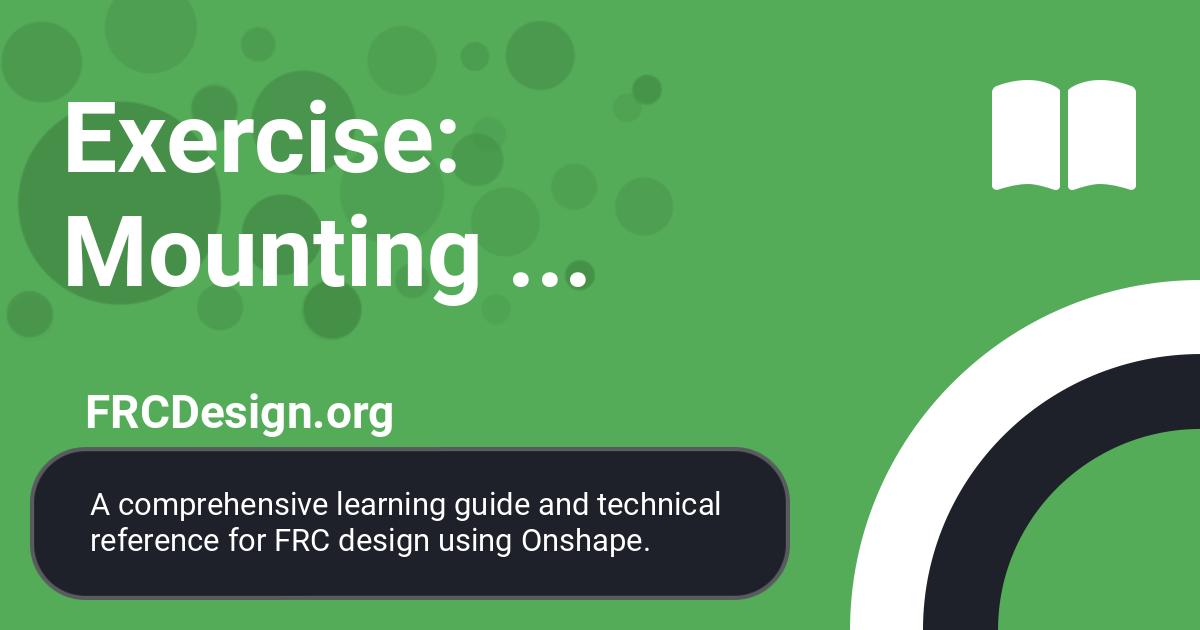 Exercise:
Mounting ...
FRCDesign.org
A comprehensive learning guide and technical
reference for FRC design using Onshape.